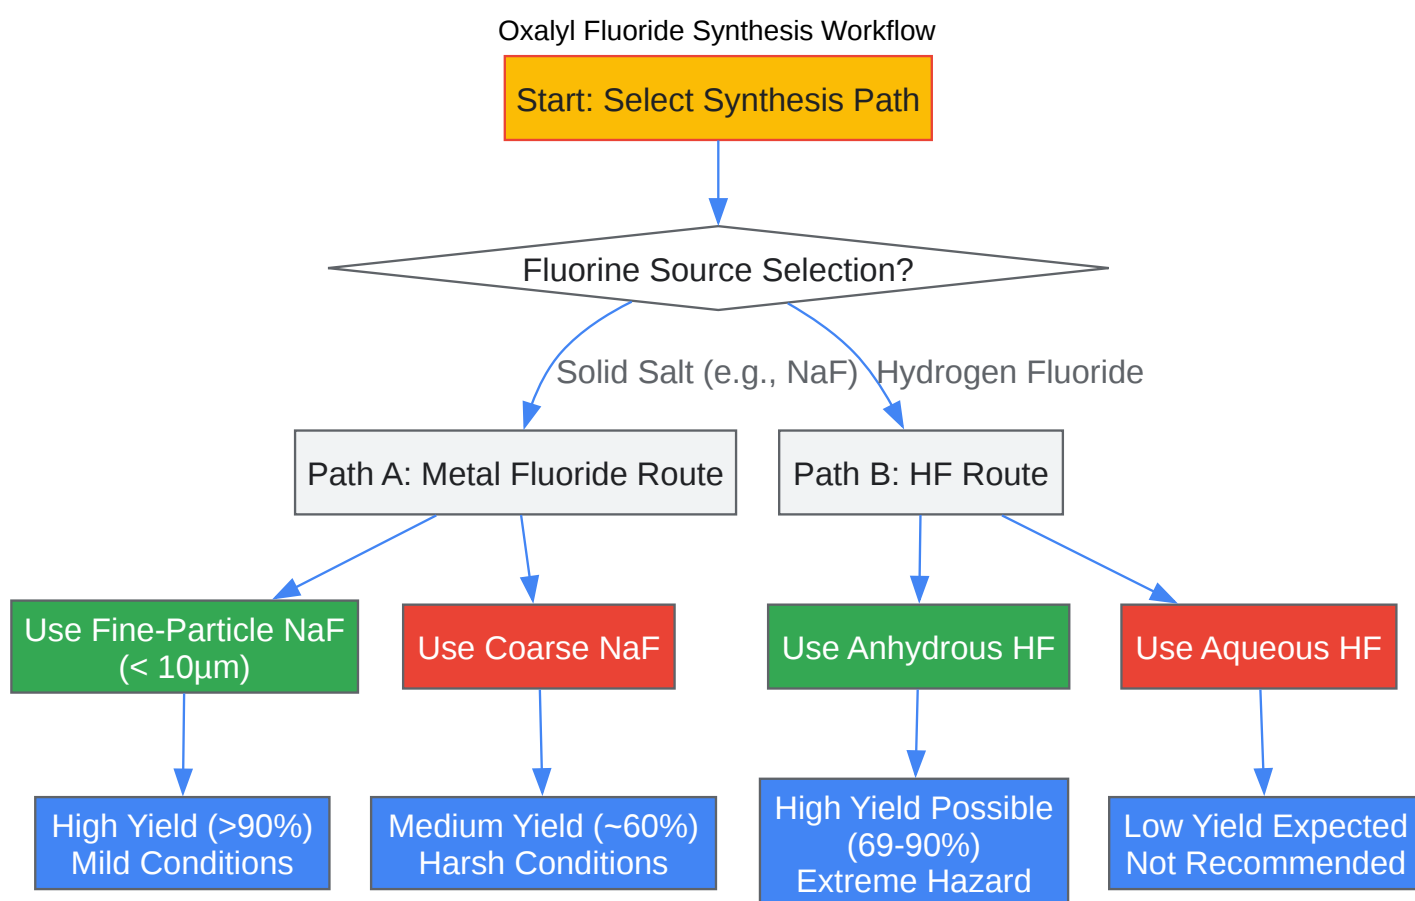 Oxalyl Fluoride Synthesis Workflow
Start: Select Synthesis Path
Fluorine Source Selection?
Solid Salt (e.g., NaF)
Hydrogen Fluoride
Path A: Metal Fluoride Route
Path B: HF Route
Use Fine-Particle NaF
(< 10µm)
Use Coarse NaF
Use Anhydrous HF
Use Aqueous HF
High Yield (>90%)
Mild Conditions
Medium Yield (~60%)
Harsh Conditions
High Yield Possible
(69-90%)
Extreme Hazard
Low Yield Expected
Not Recommended